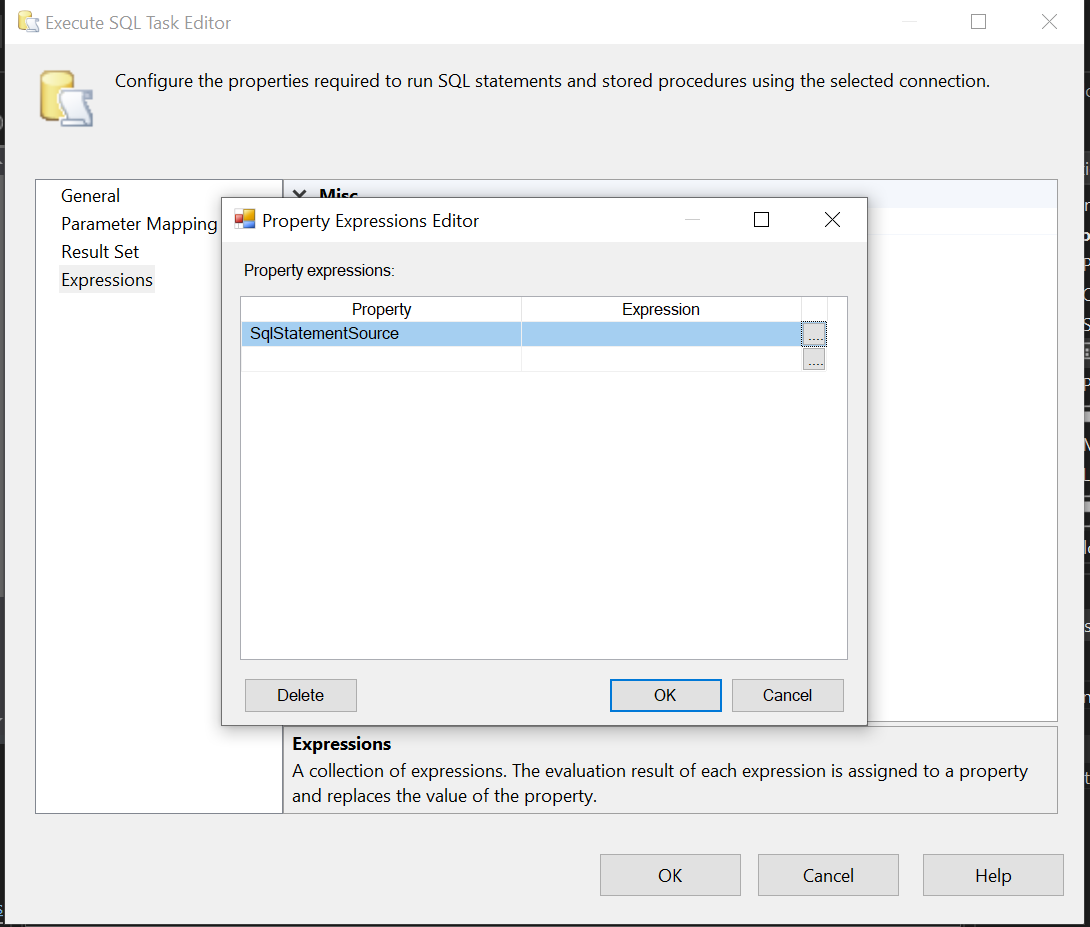 Execute SQL Task Editor
Configure the properties required to run SQL statements and stored procedures using the selected connection.
General
Parameter Mapping
Result Set
Expressions
Misc
Property Expressions Editor
Property expressions:
Property Expression
SqlStatementSource
....
....
Delete OK Cancel
Expressions
A collection of expressions. The evaluation result of each expression is assigned to a property
and replaces the value of the property.
OK Cancel Help